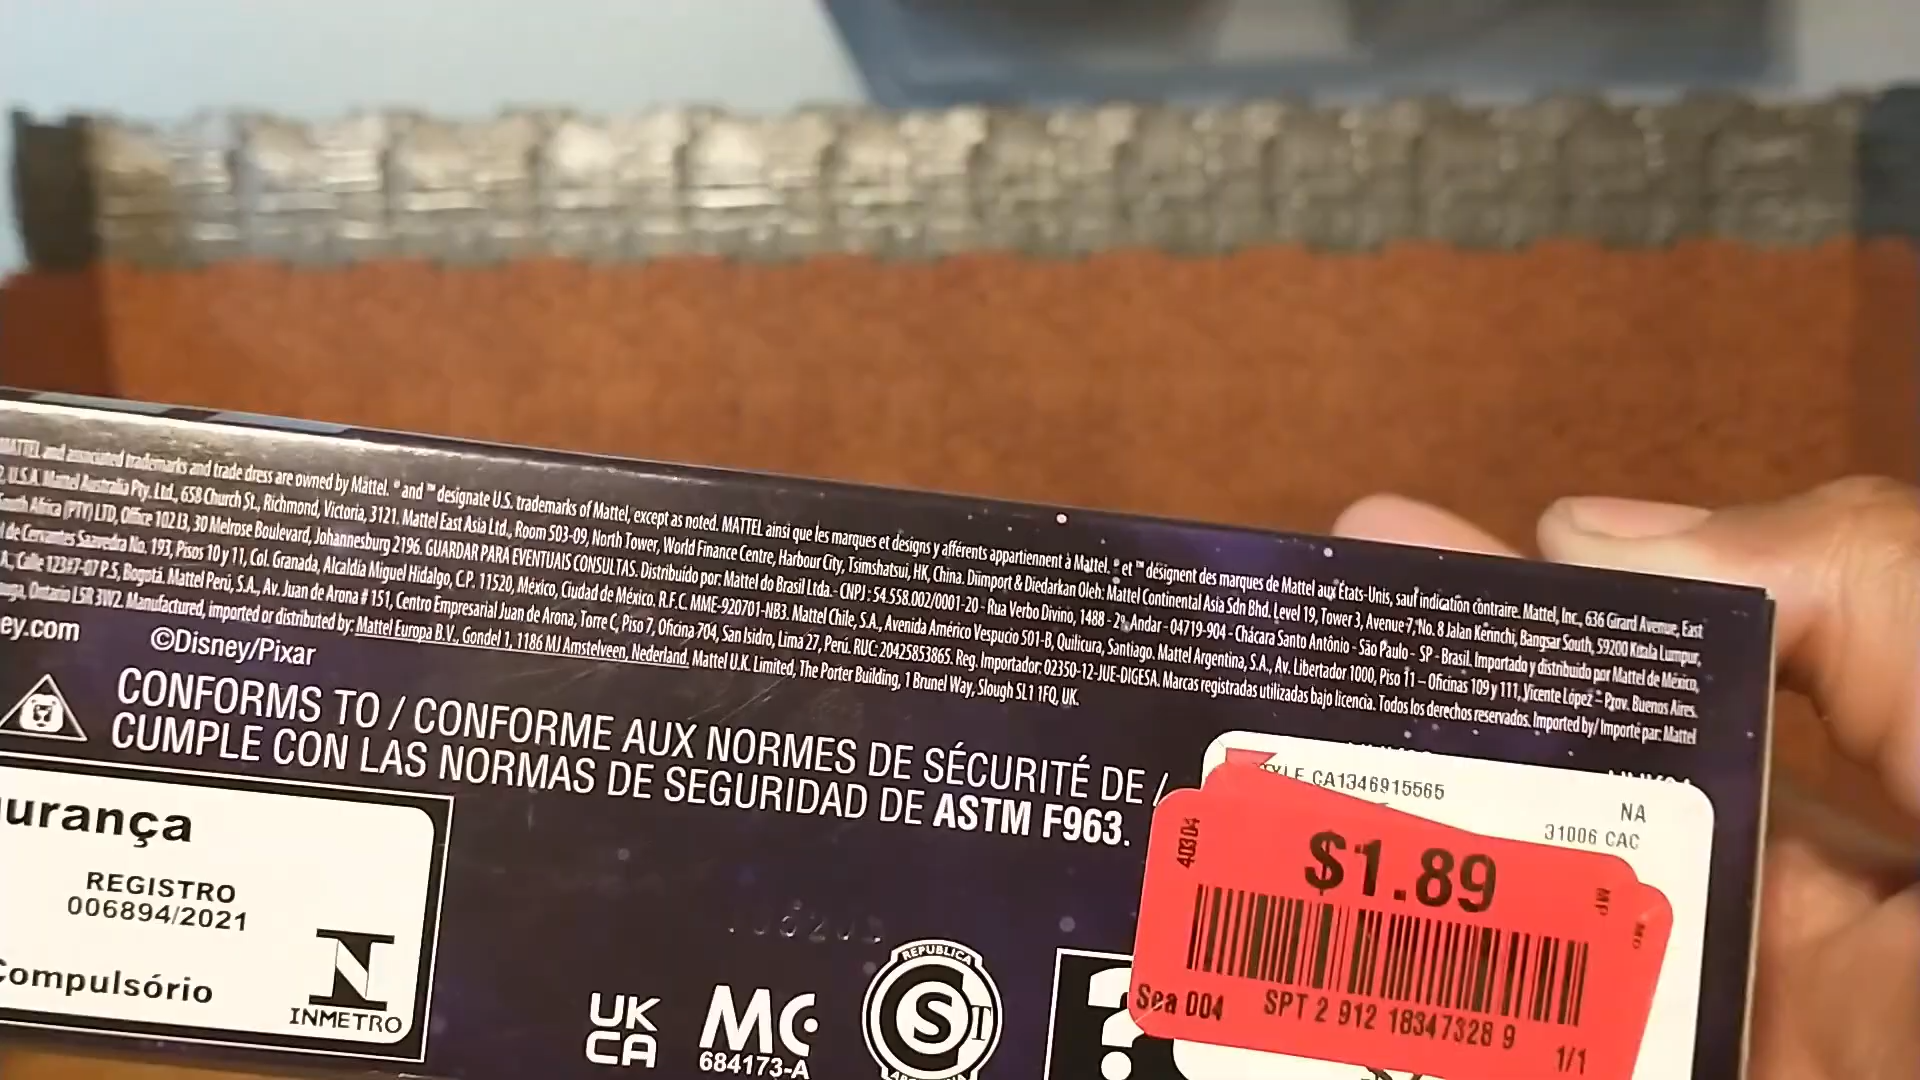 MATTEL and associated trademarks and trade dress are owned by Mattel. ® and ™ designate U.S. trademarks of Mattel, except as noted. MATTEL ainsi que les marques et designs y afférents appartiennent à Mattel. ® et ™ désignent des marques de Mattel aux États-Unis, sauf indication contraire. Mattel, Inc., 636 Girard Avenue, East
U.S.A. Mattel Australia Pty. Ltd., 658 Church St., Richmond, Victoria, 3121. Mattel East Asia Ltd., Room 503-09, North Tower, World Finance Centre, Harbour City, Tsimshatsui, HK, China. Diimport & Diedarkan Oleh: Mattel Continental Asia Sdn Bhd. Level 19, Tower 3, Avenue 7, No. 8 Jalan Kerinchi, Bangsar South, 59200 Kuala Lumpur,
South Africa (PTY) LTD, Office 102 I3, 30 Melrose Boulevard, Johannesburg 2196. GUARDAR PARA EVENTUAIS CONSULTAS. Distribuído por: Mattel do Brasil Ltda.- CNPJ : 54.558.002/0001-20 - Rua Verbo Divino, 1488 - 2º. Andar - 04719-904 - Chácara Santo Antônio - São Paulo - SP - Brasil. Importado y distribuido por Mattel de México,
de Cervantes Saavedra No. 193, Pisos 10 y 11, Col. Granada, Alcaldía Miguel Hidalgo, C.P. 11520, México, Ciudad de México. R.F.C. MME-920701-NB3. Mattel Chile, S.A., Avenida Américo Vespucio 501-B, Quilicura, Santiago. Mattel Argentina, S.A., Av. Libertador 1000, Piso 11 – Oficinas 109 y 111, Vicente López – Prov. Buenos Aires.
A., Calle 123#7-07 P.5, Bogotá. Mattel Perú, S.A., Av. Juan de Arona # 151, Centro Empresarial Juan de Arona, Torre C, Piso 7, Oficina 704, San Isidro, Lima 27, Perú. RUC: 20425853865. Reg. Importador: 02350-12-JUE-DIGESA. Marcas registradas utilizadas bajo licencia. Todos los derechos reservados. Imported by/ Importé par: Mattel
Ontario L5R 3W2. Manufactured, imported or distributed by: Mattel Europa B.V., Gondel 1, 1186 MJ Amstelveen, Nederland. Mattel U.K. Limited, The Porter Building, 1 Brunel Way, Slough SL1 1FQ, UK.
ey.com ©Disney/Pixar
CONFORMS TO / CONFORME AUX NORMES DE SÉCURITÉ DE /
CUMPLE CON LAS NORMAS DE SEGURIDAD DE ASTM F963.
urança
REGISTRO
006894/2021
Compulsório
INMETRO
UK
CA
MC
684173-A
REPUBLICA
S
?
CA1346915565
NA
31006 CAC
40304
$1.89
MP
MD
Sea 004 SPT 2 912 18347328 9
1/1